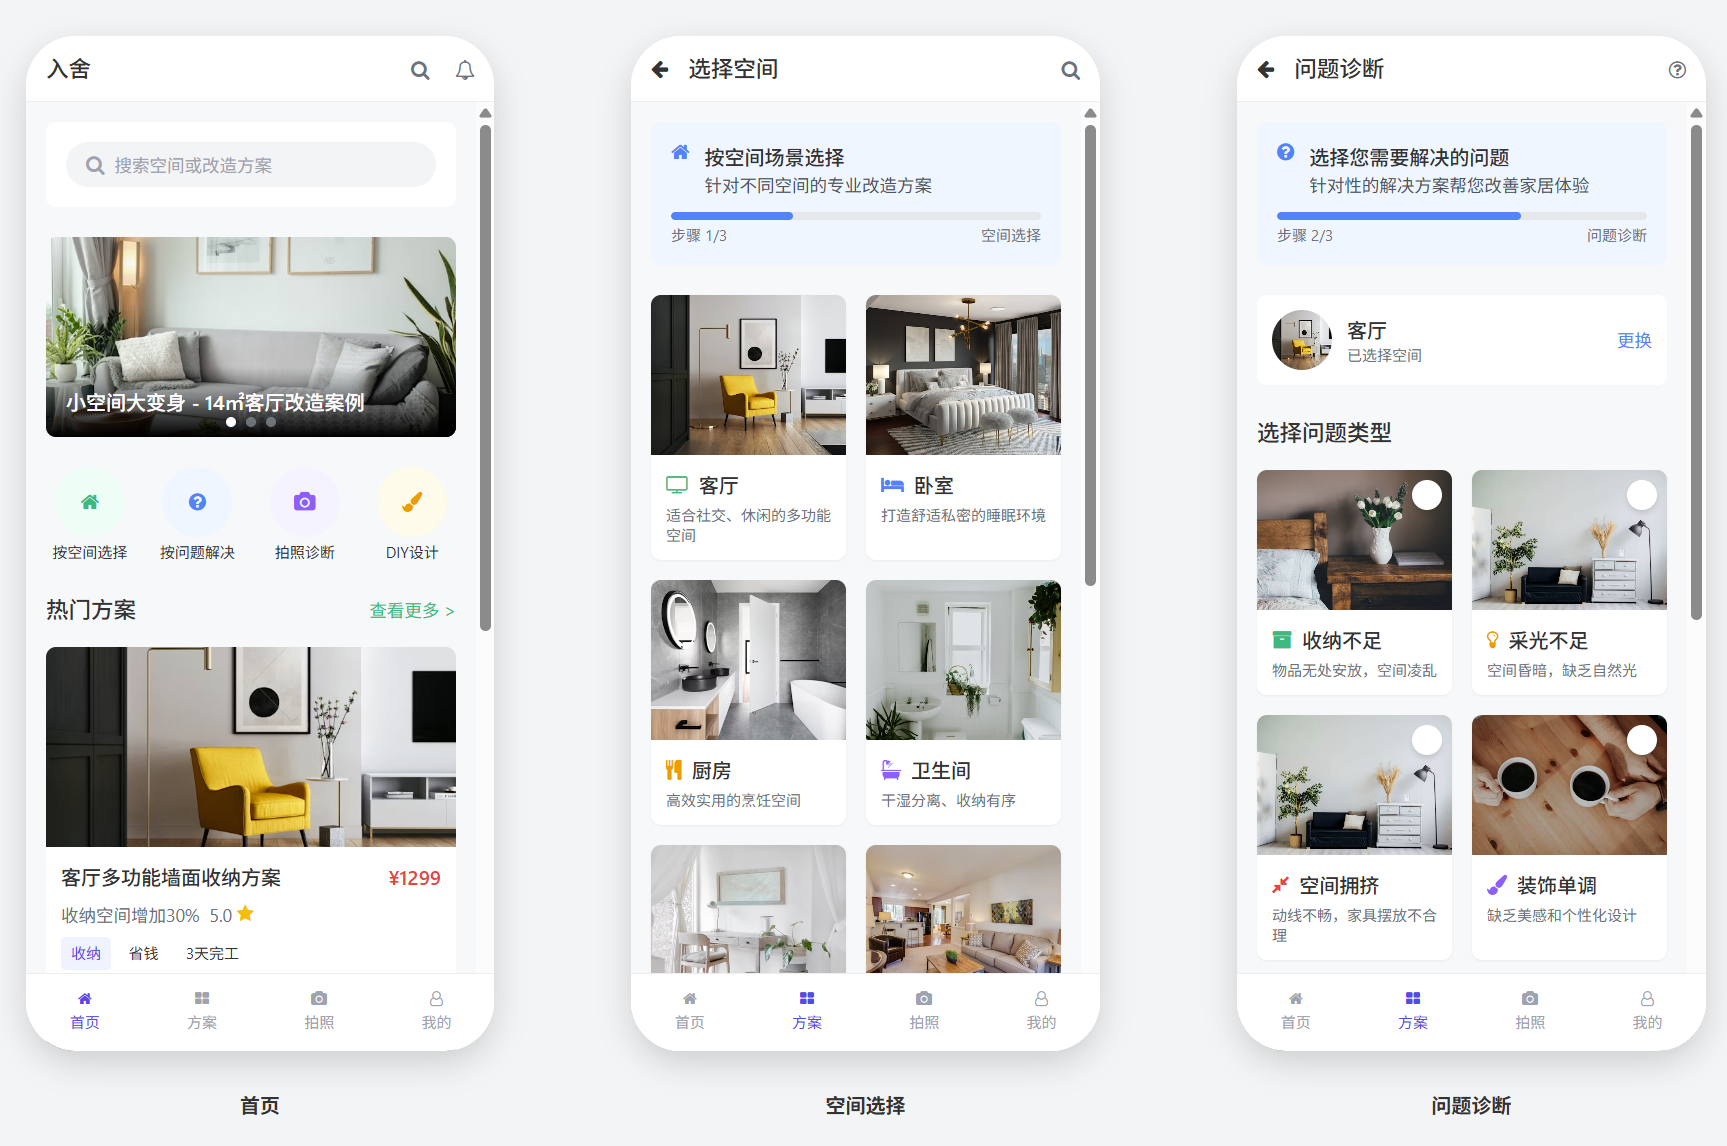 入舍
搜索空间或改造方案
小空间大变身 - 14㎡客厅改造案例
按空间选择
按问题解决
拍照诊断
DIY设计
热门方案
查看更多 >
客厅多功能墙面收纳方案
¥1299
收纳空间增加30% 5.0
收纳
省钱
3天完工
首页
方案
拍照
我的
首页
选择空间
按空间场景选择
针对不同空间的专业改造方案
步骤 1/3
空间选择
客厅
适合社交、休闲的多功能
空间
卧室
打造舒适私密的睡眠环境
厨房
高效实用的烹饪空间
卫生间
干湿分离、收纳有序
首页
方案
拍照
我的
空间选择
问题诊断
选择您需要解决的问题
针对性的解决方案帮您改善家居体验
步骤 2/3
问题诊断
客厅
已选择空间
更换
选择问题类型
收纳不足
物品无处安放，空间凌乱
采光不足
空间昏暗，缺乏自然光
空间拥挤
动线不畅，家具摆放不合
理
装饰单调
缺乏美感和个性化设计
首页
方案
拍照
我的
问题诊断